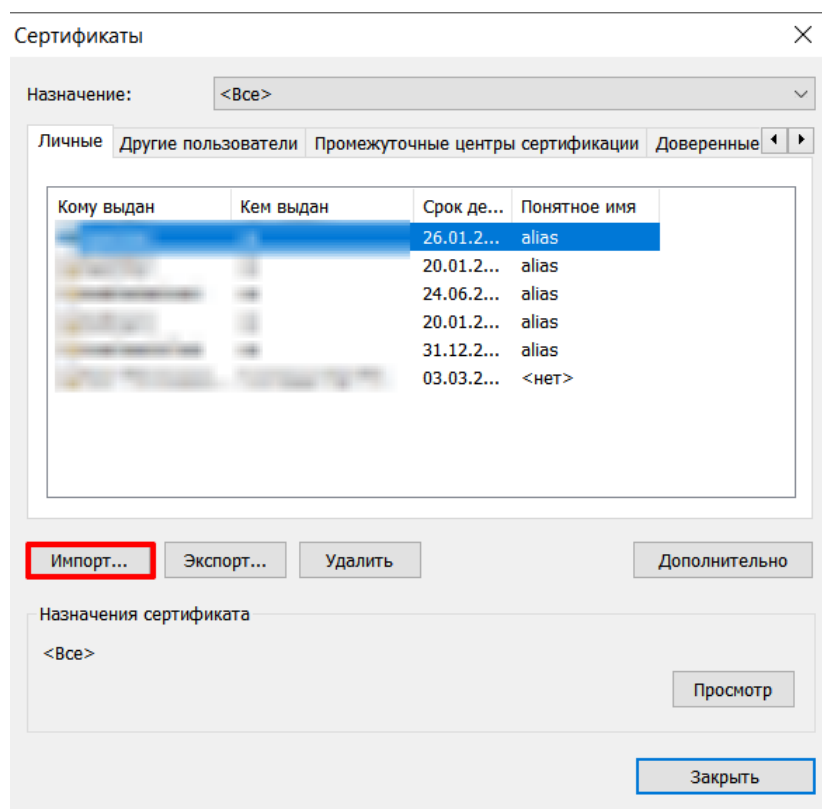 Сертификаты
Назначение: <Все>
Личные Другие пользователи Промежуточные центры сертификации Доверенные
Кому выдан Кем выдан Срок де... Понятное имя
26.01.2... alias
20.01.2... alias
24.06.2... alias
20.01.2... alias
31.12.2... alias
03.03.2... <нет>
Импорт... Экспорт... Удалить Дополнительно
Назначения сертификата
<Все>
Просмотр
Закрыть